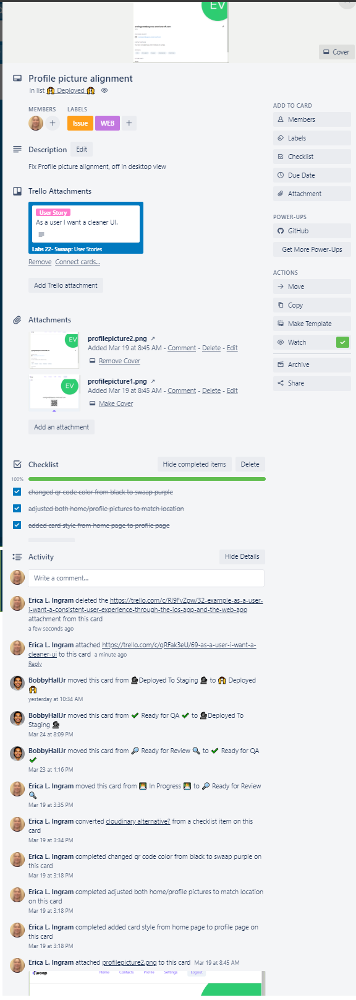 EV
Cover
Profile picture alignment
in list Deployed
MEMBERS
LABELS
Issue
WEB
Description
Edit
Fix Profile picture alignment, off in desktop view
Trello Attachments
User Story
As a user I want a cleaner UI.
Labs 22- Swaap: User Stories
Remove Connect cards...
Add Trello attachment
Attachments
EV
profilepicture2.png ↗
Added Mar 19 at 8:45 AM - Comment - Delete - Edit
Remove Cover
EV
profilepicture1.png ↗
Added Mar 19 at 8:45 AM - Comment - Delete - Edit
Make Cover
Add an attachment
Checklist
Hide completed items
Delete
100%
changed qr code color from black to swaap purple
adjusted both home/profile pictures to match location
added card style from home page to profile page
Activity
Hide Details
Write a comment...
Erica L. Ingram deleted the https://trello.com/c/Rl9FvZpw/32-example-as-a-user-
i-want-a-consistent-user-experience-through-the-ios-app-and-the-web-app
attachment from this card
a few seconds ago
Erica L. Ingram attached https://trello.com/c/qRFak3eU/69-as-a-user-i-want-a-
cleaner-ui to this card a minute ago
Reply
BobbyHallJr moved this card from Deployed To Staging to Deployed
yesterday at 10:34 AM
BobbyHallJr moved this card from ✔ Ready for QA ✔ to Deployed To
Staging
Mar 24 at 8:09 PM
BobbyHallJr moved this card from 🔎 Ready for Review 🔍 to ✔ Ready for QA
✔
Mar 23 at 1:16 PM
Erica L. Ingram moved this card from In Progress to 🔎 Ready for Review
🔍
Mar 19 at 3:35 PM
Erica L. Ingram converted cloudinary alternative? from a checklist item on this
card
Mar 19 at 3:34 PM
Erica L. Ingram completed changed qr code color from black to swaap purple on
this card
Mar 19 at 3:18 PM
Erica L. Ingram completed adjusted both home/profile pictures to match location
on this card
Mar 19 at 3:18 PM
Erica L. Ingram completed added card style from home page to profile page on
this card
Mar 19 at 3:18 PM
Erica L. Ingram attached profilepicture2.png to this card Mar 19 at 8:45 AM
Home Contacts Profile Settings Logout
ADD TO CARD
Members
Labels
Checklist
Due Date
Attachment
POWER-UPS
GitHub
Get More Power-Ups
ACTIONS
Move
Copy
Make Template
Watch
Archive
Share